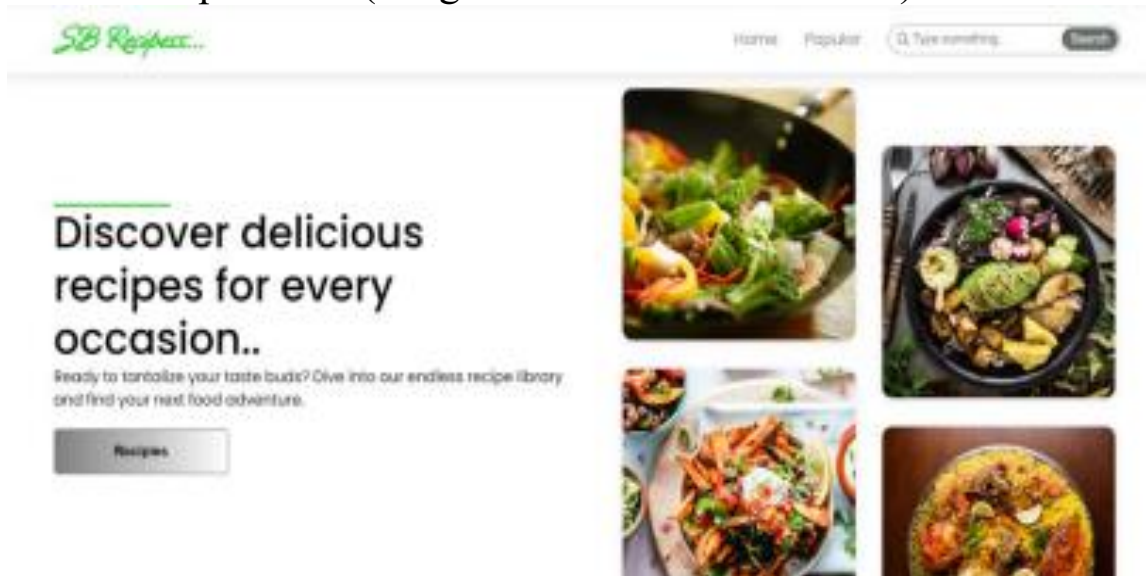 SB Recipess...
Home Popular Type something. Search
Discover delicious
recipes for every
occasion..
Ready to tantalize your taste buds? Dive into our endless recipe library
and find your next food adventure.
Recipes